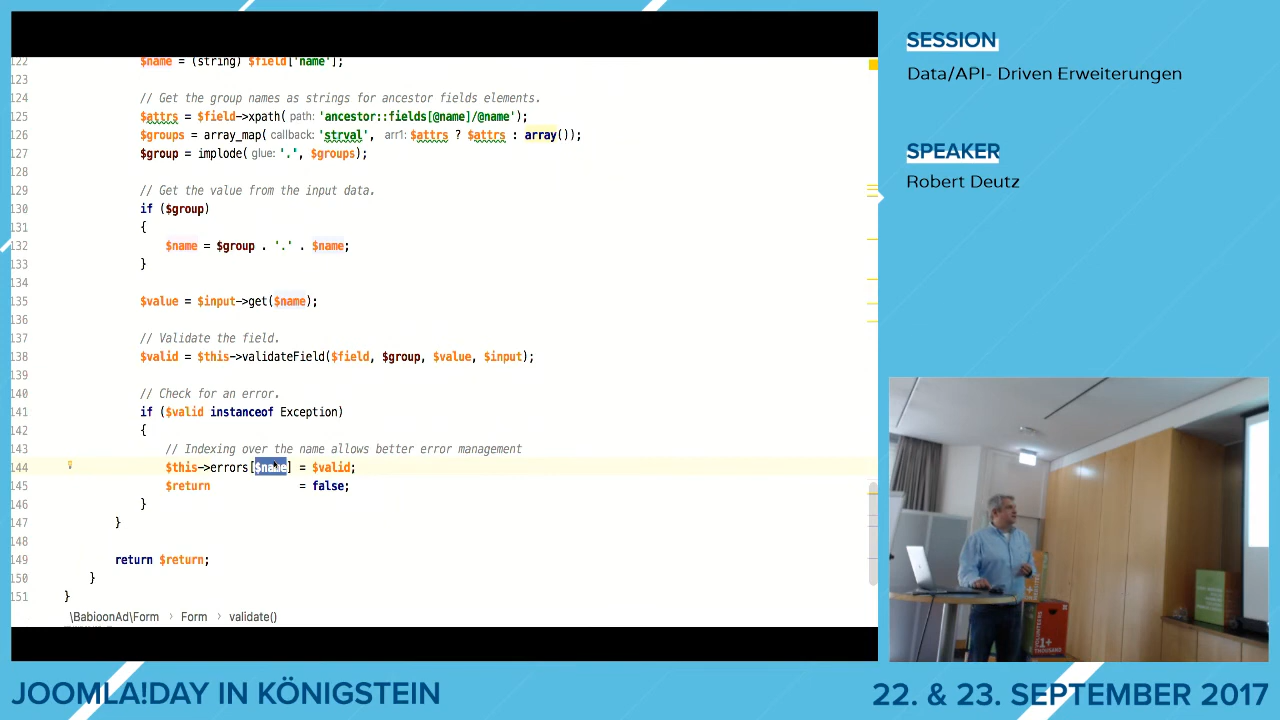 122 $name = (string) $field['name'];
123
124 // Get the group names as strings for ancestor fields elements.
125 $attrs = $field->xpath( path: 'ancestor::fields[@name]/@name');
126 $groups = array_map( callback: 'strval', arr1: $attrs ? $attrs : array());
127 $group = implode( glue: '.', $groups);
128
129 // Get the value from the input data.
130 if ($group)
131 {
132 $name = $group . '.' . $name;
133 }
134
135 $value = $input->get($name);
136
137 // Validate the field.
138 $valid = $this->validateField($field, $group, $value, $input);
139
140 // Check for an error.
141 if ($valid instanceof Exception)
142 {
143 // Indexing over the name allows better error management
144 $this->errors[$name] = $valid;
145 $return = false;
146 }
147 }
148
149 return $return;
150 }
151 }
\BabioonAd\Form > Form > validate()
SESSION
Data/API- Driven Erweiterungen
SPEAKER
Robert Deutz
JOOMLA!DAY IN KÖNIGSTEIN
22. & 23. SEPTEMBER 2017